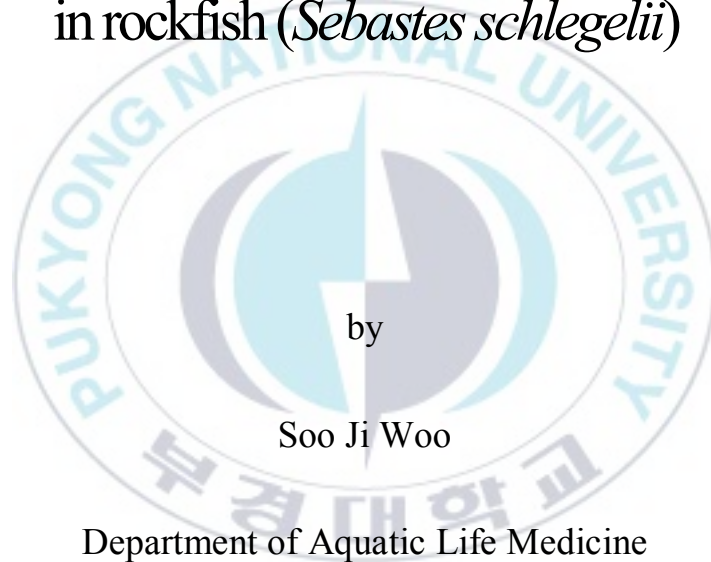 in rockfish (Sebastes schlegelii)
PUKYONG NATIONAL UNIVERSITY
by
Soo Ji Woo
부경대학교
Department of Aquatic Life Medicine